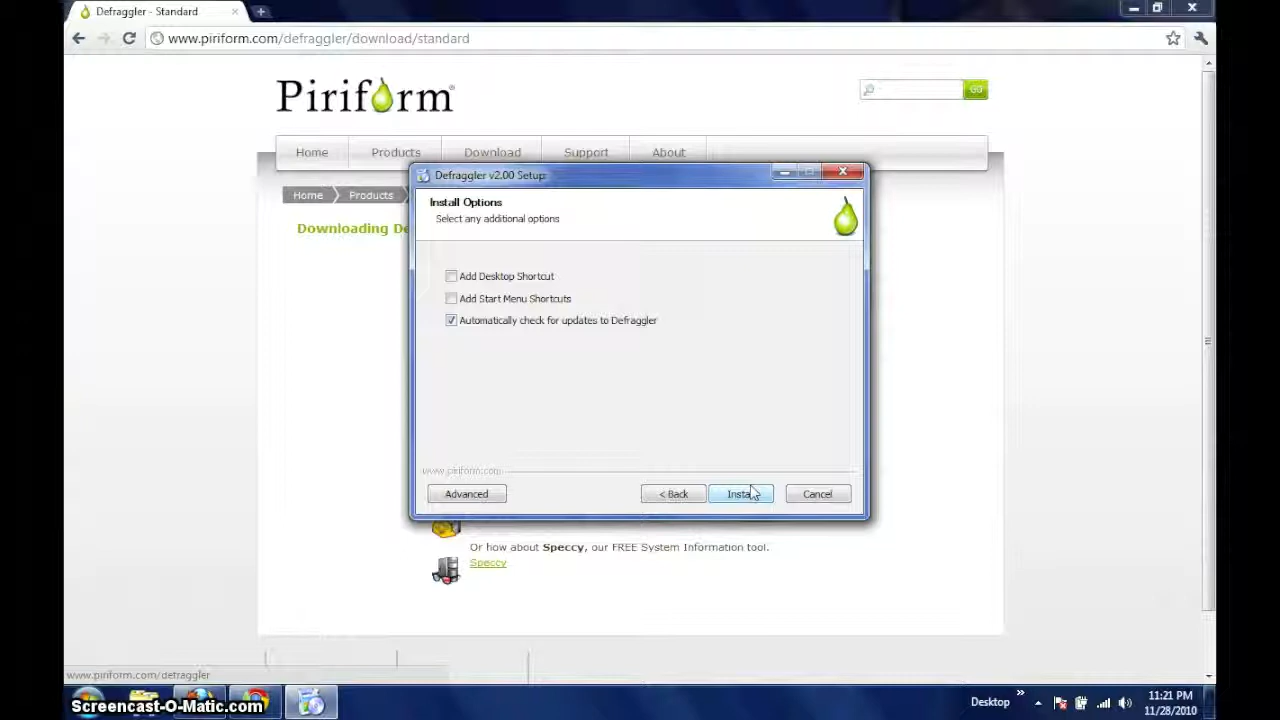 Defraggler - Standard
www.piriform.com/defraggler/download/standard
Piriform®
GO
Home Products Download Support About
Defraggler v2.00 Setup
Home Products
Install Options
Select any additional options
Downloading De
Add Desktop Shortcut
Add Start Menu Shortcuts
Automatically check for updates to Defraggler
www.piriform.com
Advanced < Back Install Cancel
Or how about Speccy, our FREE System Information tool.
Speccy
www.piriform.com/defraggler
Desktop » 11:21 PM
11/28/2010
Screencast-O-Matic.com